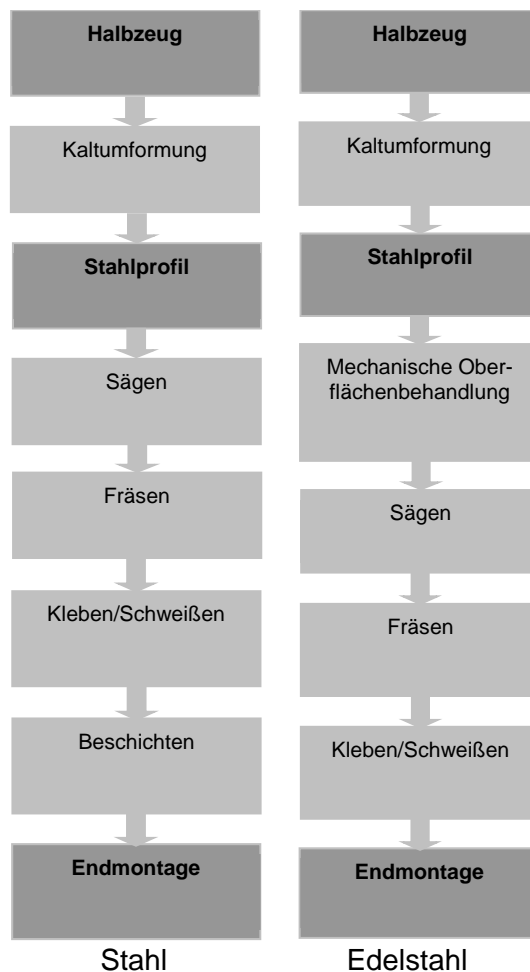 Halbzeug
Kaltumformung
Stahlprofil
Sägen
Fräsen
Kleben/Schweißen
Beschichten
Endmontage
Stahl
Halbzeug
Kaltumformung
Stahlprofil
Mechanische Ober-
flächenbehandlung
Sägen
Fräsen
Kleben/Schweißen
Endmontage
Edelstahl